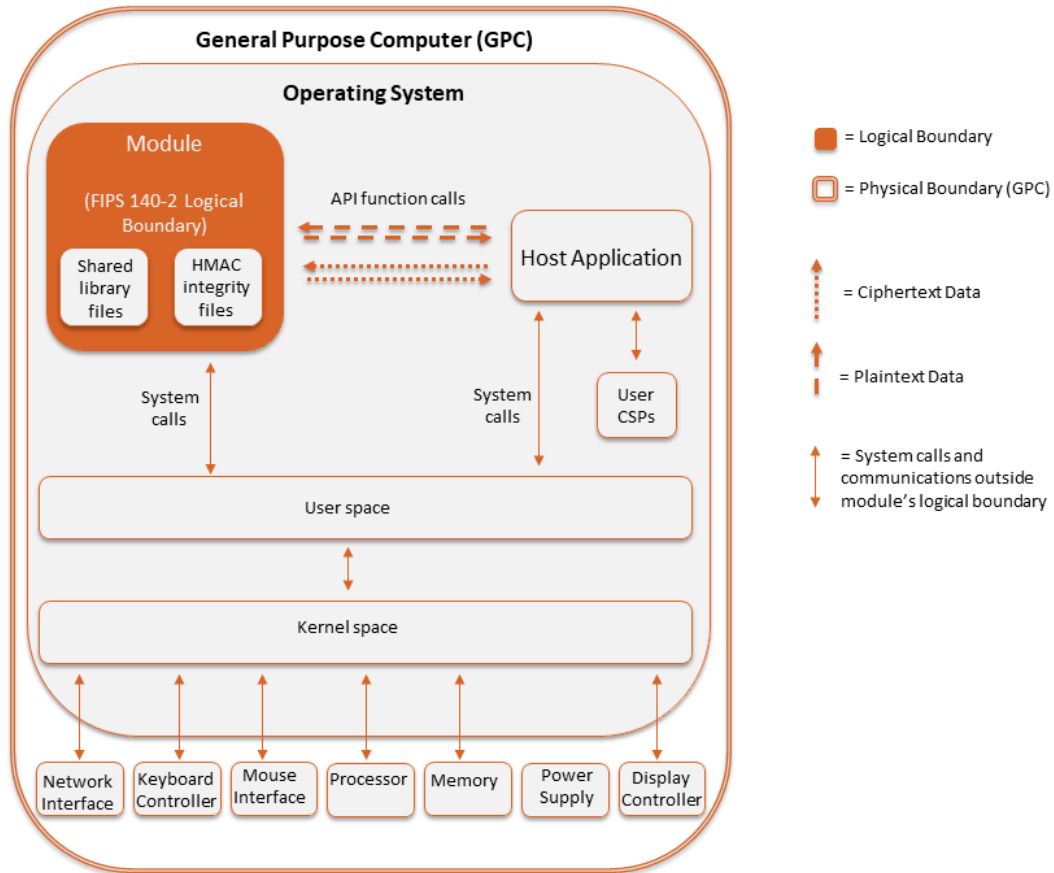 General Purpose Computer (GPC)
Operating System
Module
(FIPS 140-2 Logical
Boundary)
Shared
library
files
HMAC
integrity
files
API function calls
Host Application
System
calls
System
calls
User
CSPs
User space
Kernel space
Network
Interface
Keyboard
Controller
Mouse
Interface
Processor
Memory
Power
Supply
Display
Controller
= Logical Boundary
= Physical Boundary (GPC)
= Ciphertext Data
= Plaintext Data
= System calls and
communications outside
module's logical boundary